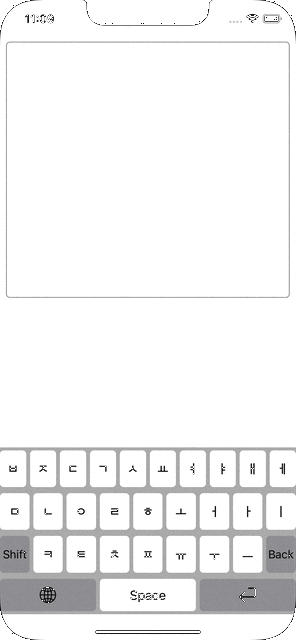 11:09
ㅂ ㅈ ㄷ ㄱ ㅅ ㅛ ㅕ ㅑ ㅐ ㅔ
ㅁ ㄴ ㅇ ㄹ ㅎ ㅗ ㅓ ㅏ ㅣ
Shift ㅋ ㅌ ㅊ ㅍ ㅠ ㅜ ㅡ Back
Space